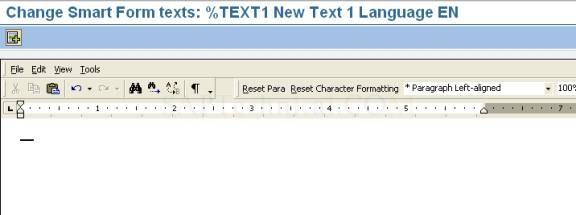 Change Smart Form texts: %TEXT1 New Text 1 Language EN
File Edit View Tools
Reset Para Reset Character Formatting * Paragraph Left-aligned 100%
1 2 3 4 5 7